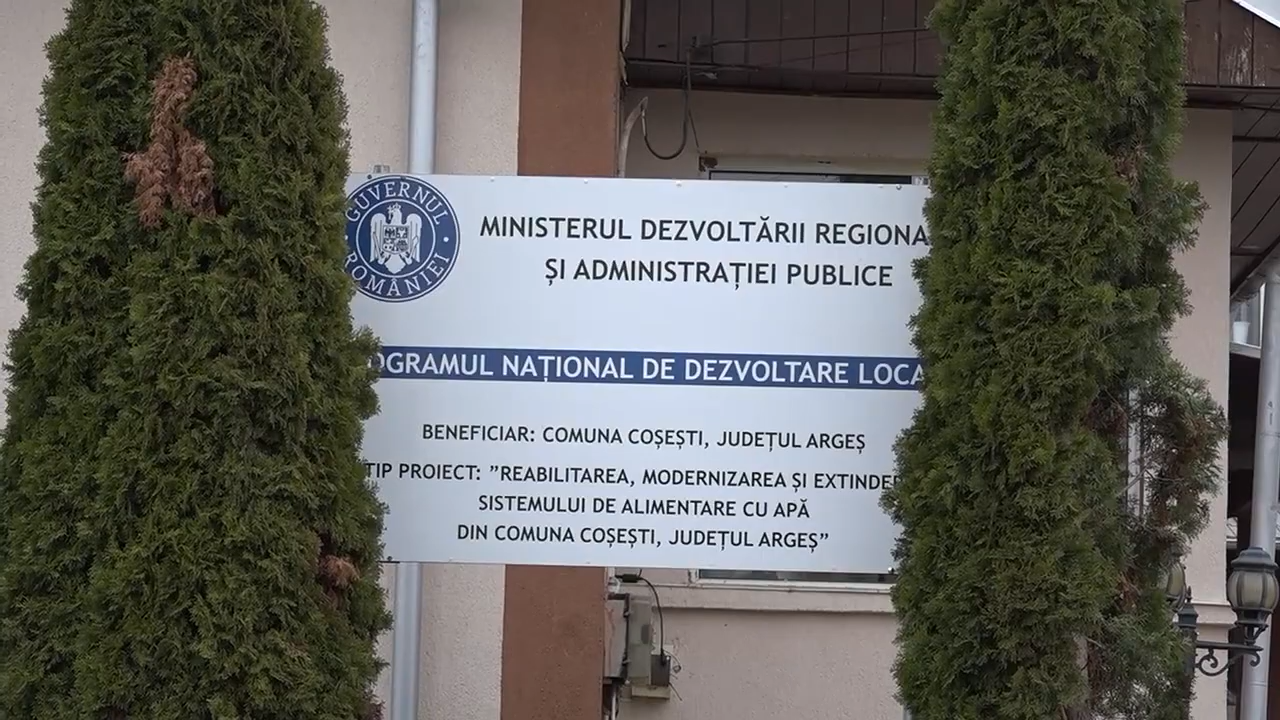 GUVERNUL ROMÂNIEI
MINISTERUL DEZVOLTĂRII REGIONA
ȘI ADMINISTRAȚIEI PUBLICE
OGRAMUL NAȚIONAL DE DEZVOLTARE LOCA
BENEFICIAR: COMUNA COȘEȘTI, JUDEȚUL ARGEȘ
TIP PROIECT: ”REABILITAREA, MODERNIZAREA ȘI EXTINDE
SISTEMULUI DE ALIMENTARE CU APĂ
DIN COMUNA COȘEȘTI, JUDEȚUL ARGEȘ”